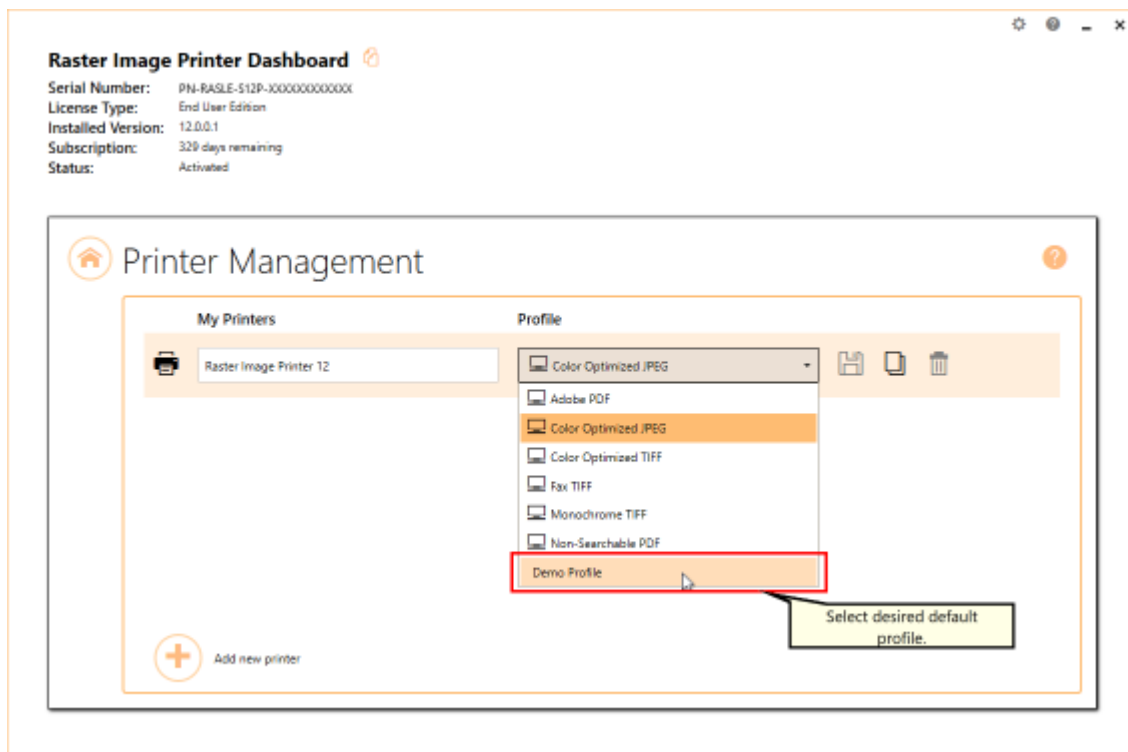 Raster Image Printer Dashboard
Serial Number: PN-RASLE-S12P-XXXXXXXXXXXX
License Type: End User Edition
Installed Version: 12.0.0.1
Subscription: 329 days remaining
Status: Activated
Printer Management
My Printers Profile
Raster Image Printer 12 Color Optimized JPEG
Adobe PDF
Color Optimized JPEG
Color Optimized TIFF
Fax TIFF
Monochrome TIFF
Non-Searchable PDF
Demo Profile
Select desired default
profile.
Add new printer